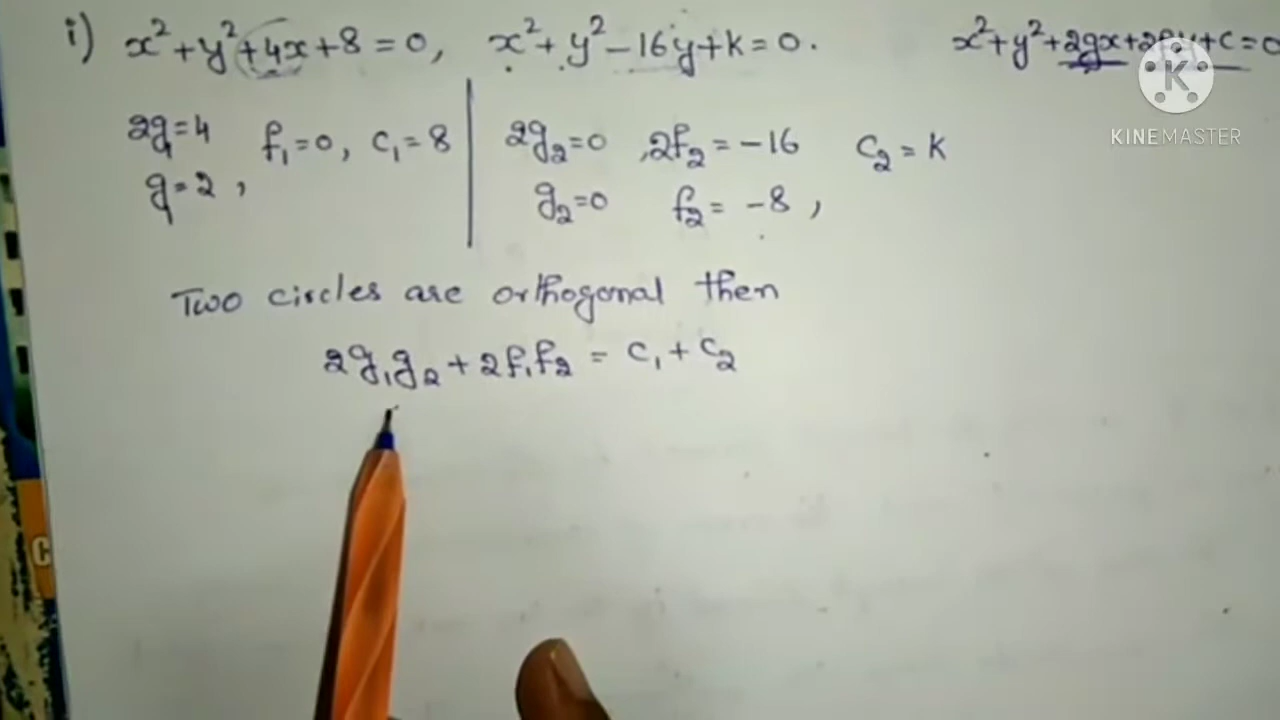 i) x²+y²+4x+8=0, x²+y²-16y+k=0. x²+y²+2gx+2fy+c=0
KINEMASTER
2g₁=4 f₁=0, c₁=8 2g₂=0 ,2f₂=-16 c₂=k
g₁=2, g₂=0 f₂=-8,
Two circles are orthogonal then
2g₁g₂+2f₁f₂=c₁+c₂
C